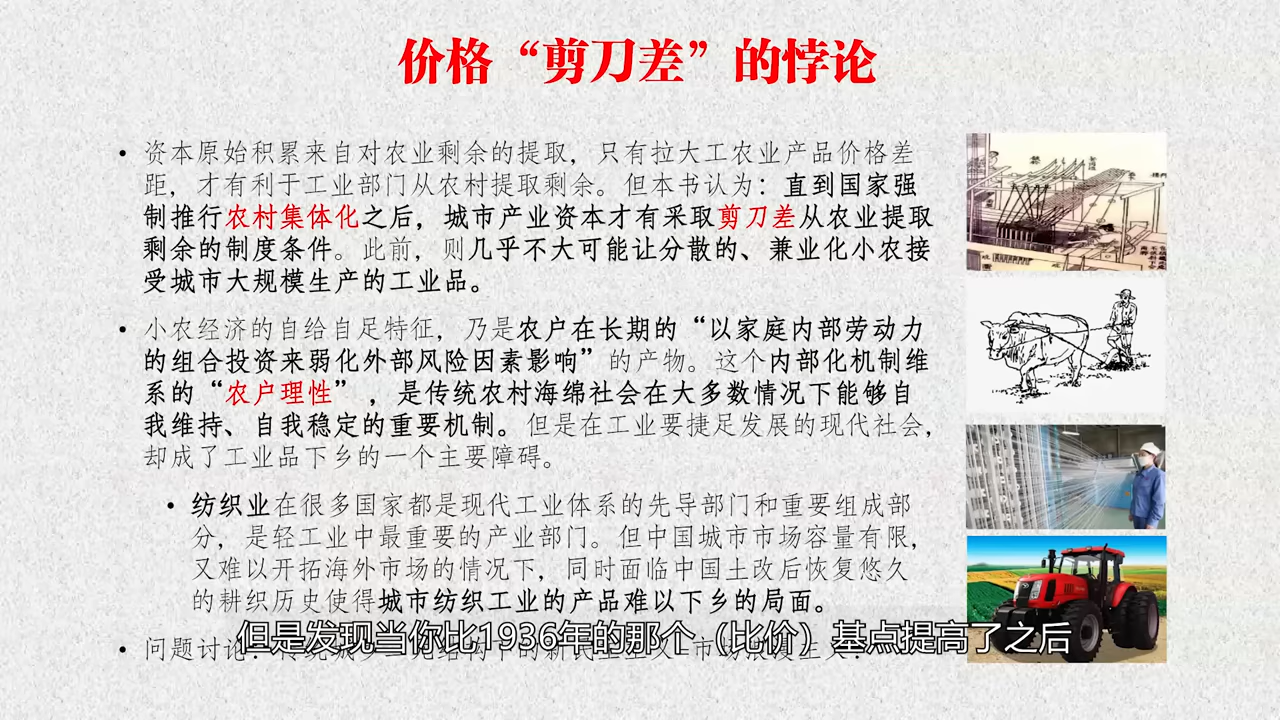 价格“剪刀差”的悖论
• 资本原始积累来自对农业剩余的提取，只有拉大工农业产品价格差
距，才有利于工业部门从农村提取剩余。但本书认为：直到国家强
制推行农村集体化之后，城市产业资本才有采取剪刀差从农业提取
剩余的制度条件。此前，则几乎不大可能让分散的、兼业化小农接
受城市大规模生产的工业品。
• 小农经济的自给自足特征，乃是农户在长期的“以家庭内部劳动力
的组合投资来弱化外部风险因素影响”的产物。这个内部化机制维
系的“农户理性”，是传统农村海绵社会在大多数情况下能够自
我维持、自我稳定的重要机制。但是在工业要捷足发展的现代社会，
却成了工业品下乡的一个主要障碍。
• 纺织业在很多国家都是现代工业体系的先导部门和重要组成部
分，是轻工业中最重要的产业部门。但中国城市市场容量有限，
又难以开拓海外市场的情况下，同时面临中国土改后恢复悠久
的耕织历史使得城市纺织工业的产品难以下乡的局面。
• 问题讨论：
但是发现当你比1936年的那个（比价）基点提高了之后